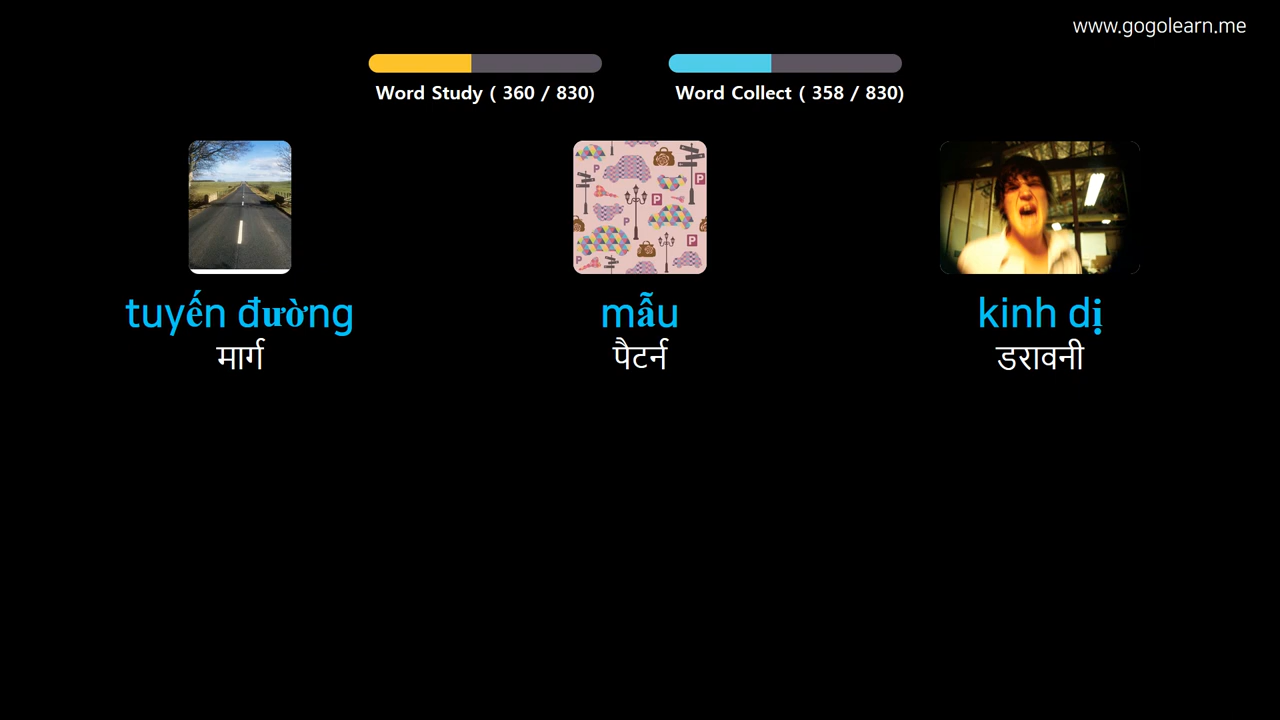 www.gogolearn.me
Word Study ( 360 / 830)
Word Collect ( 358 / 830)
tuyến đường
मार्ग
mẫu
पैटर्न
kinh dị
डरावनी